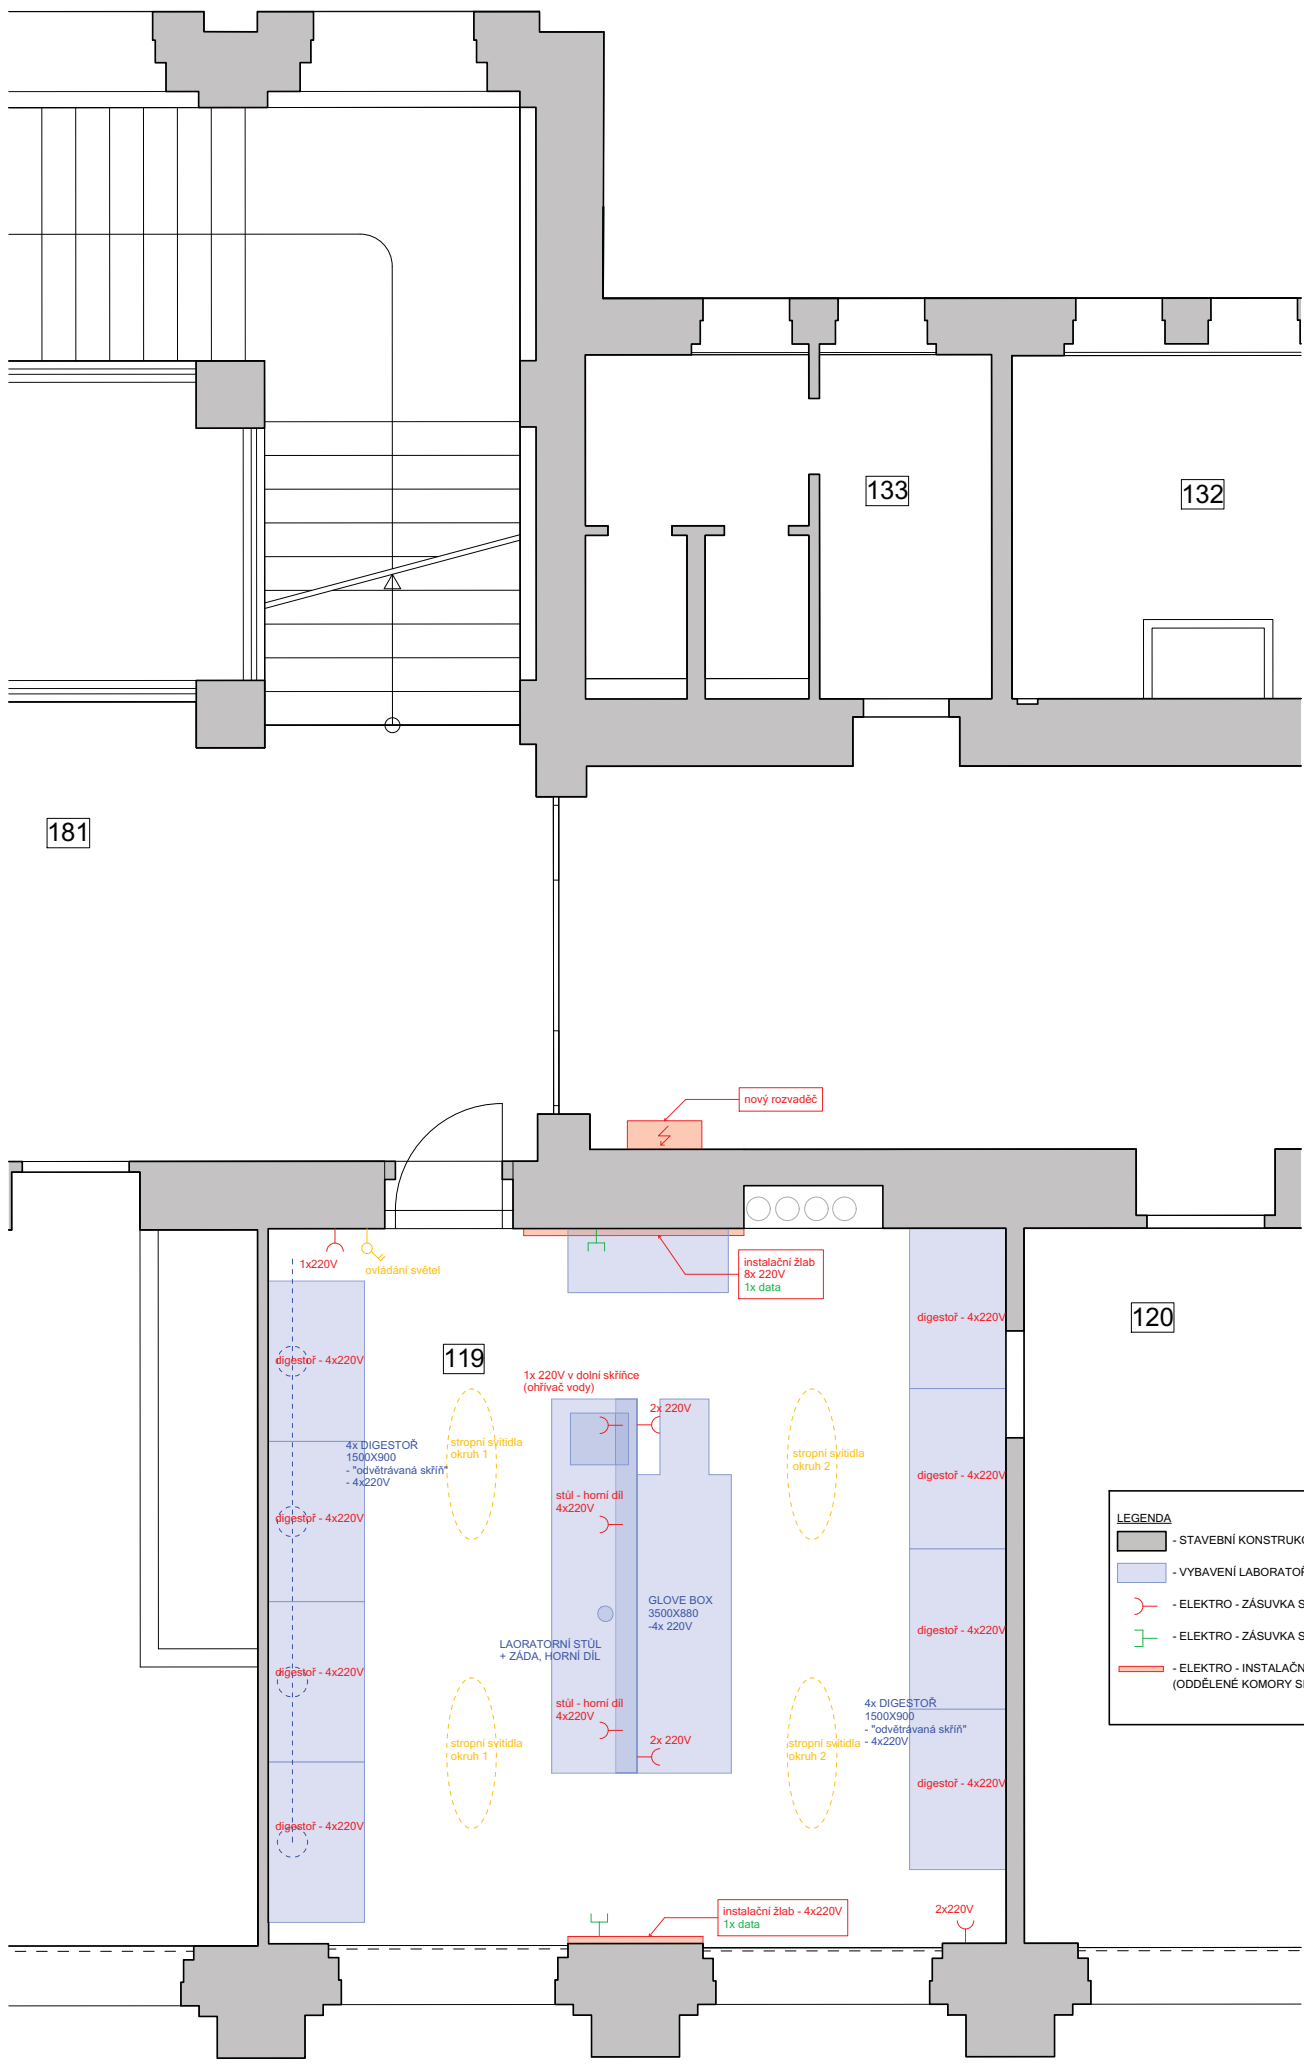 133
132
181
nový rozvaděč
1x220V
ovládání světel
instalační žlab
8x 220V
1x data
119
120
digestoř - 4x220V
digestoř - 4x220V
digestoř - 4x220V
digestoř - 4x220V
4x DIGESTOŘ
1500X900
- "odvětrávaná skříň"
- 4x220V
stropní svítidla
okruh 1
stropní svítidla
okruh 1
1x 220V v dolní skříňce
(ohřívač vody)
2x 220V
stůl - horní díl
4x220V
GLOVE BOX
3500X880
-4x 220V
LAORATORNÍ STŮL
+ ZÁDA, HORNÍ DÍL
stůl - horní díl
4x220V
2x 220V
stropní svítidla
okruh 2
stropní svítidla
okruh 2
digestoř - 4x220V
digestoř - 4x220V
digestoř - 4x220V
4x DIGESTOŘ
1500X900
- "odvětrávaná skříň"
- 4x220V
digestoř - 4x220V
instalační žlab - 4x220V
1x data
2x220V
LEGENDA
- STAVEBNÍ KONSTRUKC
- VYBAVENÍ LABORATOŘ
- ELEKTRO - ZÁSUVKA S
- ELEKTRO - ZÁSUVKA S
- ELEKTRO - INSTALAČN
(ODDĚLENÉ KOMORY SI